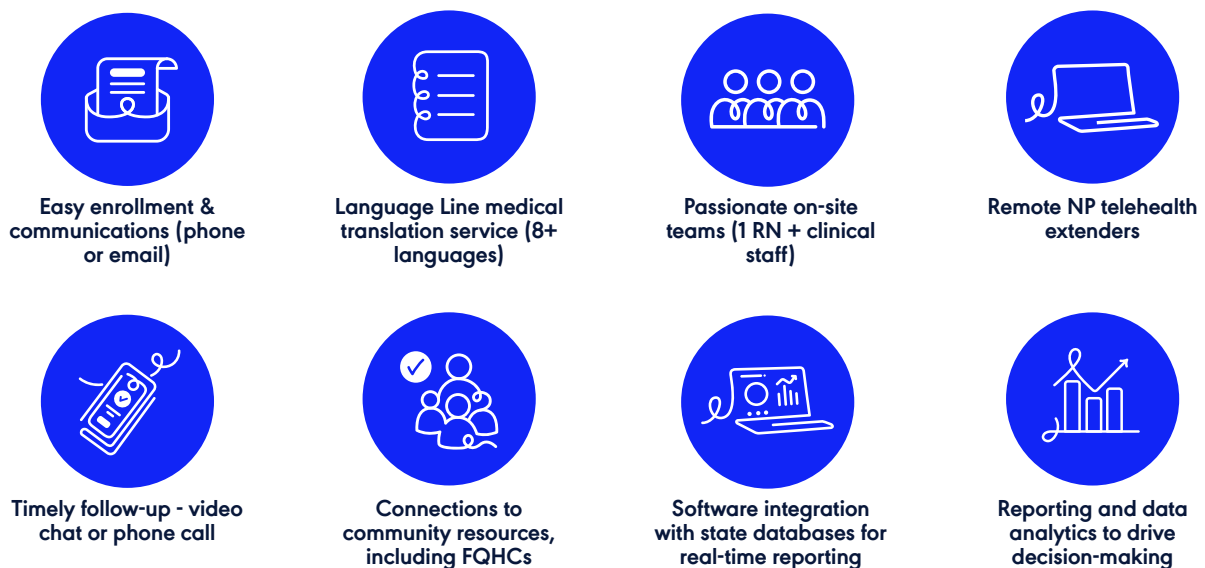 Easy enrollment &
communications (phone
or email)
Language Line medical
translation service (8+
languages)
Passionate on-site
teams (1 RN + clinical
staff)
Remote NP telehealth
extenders
Timely follow-up - video
chat or phone call
Connections to
community resources,
including FQHCs
Software integration
with state databases for
real-time reporting
Reporting and data
analytics to drive
decision-making